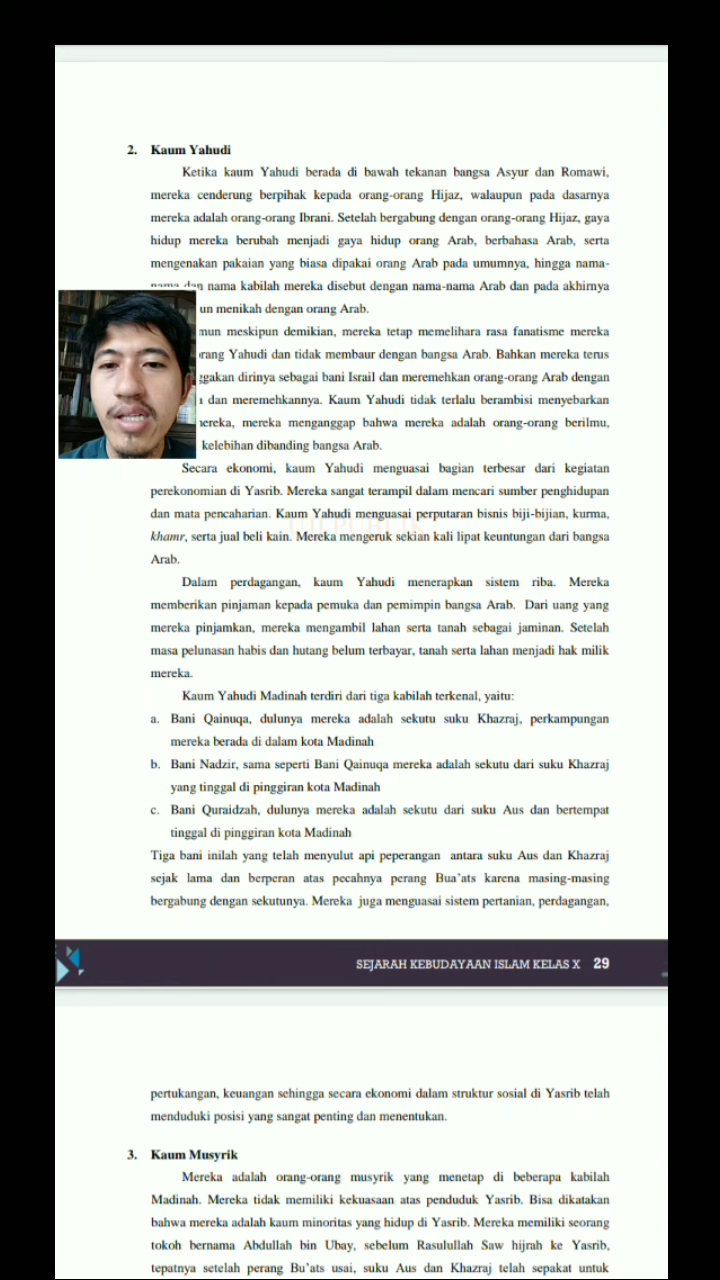 2. Kaum Yahudi
Ketika kaum Yahudi berada di bawah tekanan bangsa Asyur dan Romawi,
mereka cenderung berpihak kepada orang-orang Hijaz, walaupun pada dasarnya
mereka adalah orang-orang Ibrani. Setelah bergabung dengan orang-orang Hijaz, gaya
hidup mereka berubah menjadi gaya hidup orang Arab, berbahasa Arab, serta
mengenakan pakaian yang biasa dipakai orang Arab pada umumnya, hingga nama-
nama dan nama kabilah mereka disebut dengan nama-nama Arab dan pada akhirnya
un menikah dengan orang Arab.
mun meskipun demikian, mereka tetap memelihara rasa fanatisme mereka
rang Yahudi dan tidak membaur dengan bangsa Arab. Bahkan mereka terus
ggakan dirinya sebagai bani Israil dan meremehkan orang-orang Arab dengan
dan meremehkannya. Kaum Yahudi tidak terlalu berambisi menyebarkan
mereka, mereka menganggap bahwa mereka adalah orang-orang berilmu,
kelebihan dibanding bangsa Arab.
Secara ekonomi, kaum Yahudi menguasai bagian terbesar dari kegiatan
perekonomian di Yasrib. Mereka sangat terampil dalam mencari sumber penghidupan
dan mata pencaharian. Kaum Yahudi menguasai perputaran bisnis biji-bijian, kurma,
khamr, serta jual beli kain. Mereka mengeruk sekian kali lipat keuntungan dari bangsa
Arab.
Dalam perdagangan, kaum Yahudi menerapkan sistem riba. Mereka
memberikan pinjaman kepada pemuka dan pemimpin bangsa Arab. Dari uang yang
mereka pinjamkan, mereka mengambil lahan serta tanah sebagai jaminan. Setelah
masa pelunasan habis dan hutang belum terbayar, tanah serta lahan menjadi hak milik
mereka.
Kaum Yahudi Madinah terdiri dari tiga kabilah terkenal, yaitu:
a. Bani Qainuqa, dulunya mereka adalah sekutu suku Khazraj, perkampungan
mereka berada di dalam kota Madinah
b. Bani Nadzir, sama seperti Bani Qainuqa mereka adalah sekutu dari suku Khazraj
yang tinggal di pinggiran kota Madinah
c. Bani Quraidzah, dulunya mereka adalah sekutu dari suku Aus dan bertempat
tinggal di pinggiran kota Madinah
Tiga bani inilah yang telah menyulut api peperangan antara suku Aus dan Khazraj
sejak lama dan berperan atas pecahnya perang Bua'ats karena masing-masing
bergabung dengan sekutunya. Mereka juga menguasai sistem pertanian, perdagangan,
SEJARAH KEBUDAYAAN ISLAM KELAS X 29
pertukangan, keuangan sehingga secara ekonomi dalam struktur sosial di Yasrib telah
menduduki posisi yang sangat penting dan menentukan.
3. Kaum Musyrik
Mereka adalah orang-orang musyrik yang menetap di beberapa kabilah
Madinah. Mereka tidak memiliki kekuasaan atas penduduk Yasrib. Bisa dikatakan
bahwa mereka adalah kaum minoritas yang hidup di Yasrib. Mereka memiliki seorang
tokoh bernama Abdullah bin Ubay, sebelum Rasulullah Saw hijrah ke Yasrib,
tepatnya setelah perang Bu'ats usai, suku Aus dan Khazraj telah sepakat untuk